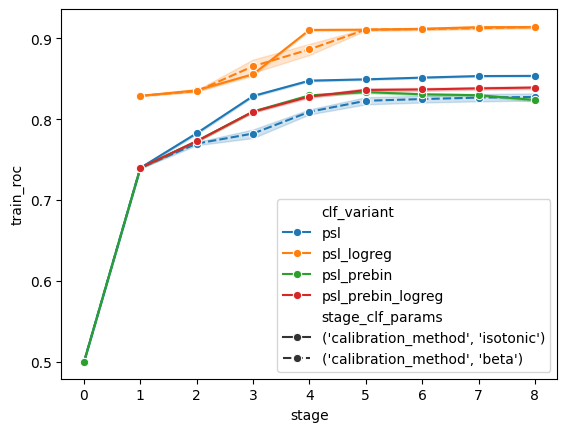 0.9
0.8
0.7
0.6
0.5
train_roc
clf_variant
psl
psl_logreg
psl_prebin
psl_prebin_logreg
stage_clf_params
('calibration_method', 'isotonic')
('calibration_method', 'beta')
0 1 2 3 4 5 6 7 8
stage